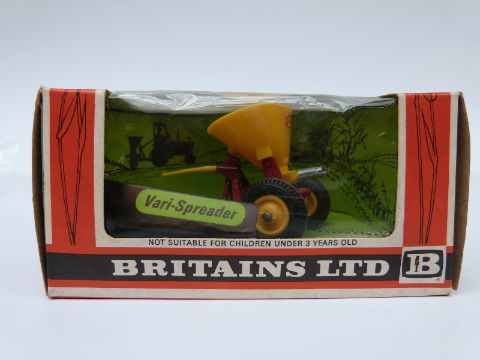 Vari-Spreader
NOT SUITABLE FOR CHILDREN UNDER 3 YEARS OLD
BRITAINS LTD B